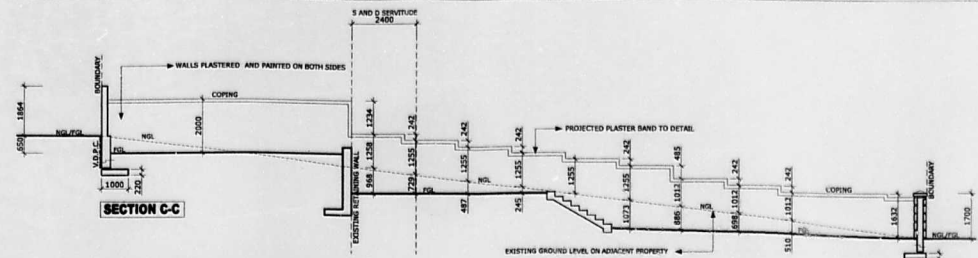 S AND D SERVITUDE
2400
WALLS PLASTERED AND PAINTED ON BOTH SIDES
BOUNDARY
COPING
1864
650
NGL/FGL
V.D.P.C
NGL
FGL
2000
1000
220
SECTION C-C
EXISTING RETAINING WALL
1234
1258
968
242
1255
729
242
1255
487
242
1255
245
PROJECTED PLASTER BAND TO DETAIL
1255
242
1255
1071
485
1012
886
242
1012
698
242
1012
510
FGL
NGL
FGL
COPING
1632
BOUNDARY
1700
NGL/FGL
EXISTING GROUND LEVEL ON ADJACENT PROPERTY